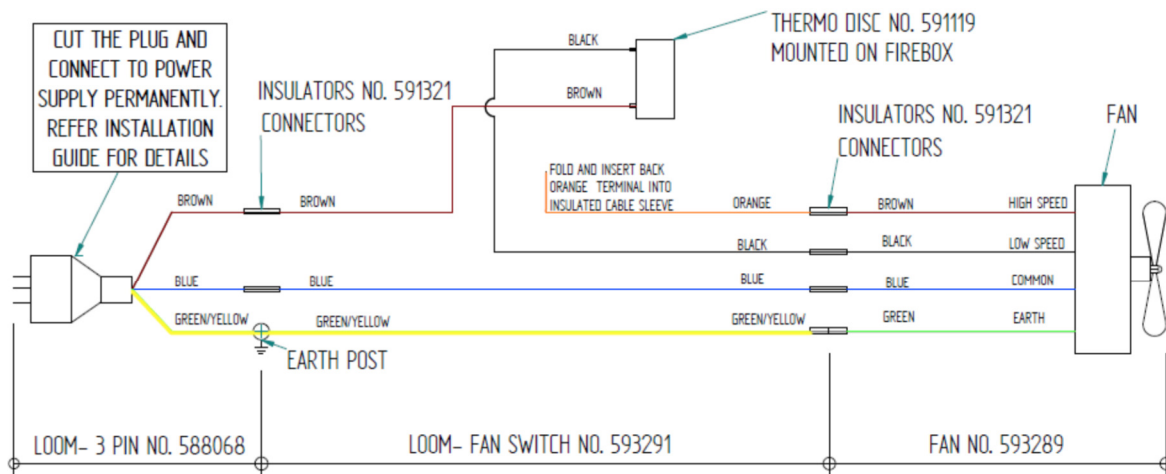 CUT THE PLUG AND
CONNECT TO POWER
SUPPLY PERMANENTLY.
REFER INSTALLATION
GUIDE FOR DETAILS
INSULATORS NO. 591321
CONNECTORS
BLACK
BROWN
THERMO DISC NO. 591119
MOUNTED ON FIREBOX
INSULATORS NO. 591321
CONNECTORS
FAN
FOLD AND INSERT BACK
ORANGE TERMINAL INTO
INSULATED CABLE SLEEVE
BROWN
BROWN
ORANGE
BROWN
HIGH SPEED
BLACK
BLACK
LOW SPEED
BLUE
BLUE
BLUE
BLUE
COMMON
GREEN/YELLOW
GREEN/YELLOW
GREEN/YELLOW
GREEN
EARTH
EARTH POST
LOOM- 3 PIN NO. 588068
LOOM- FAN SWITCH NO. 593291
FAN NO. 593289